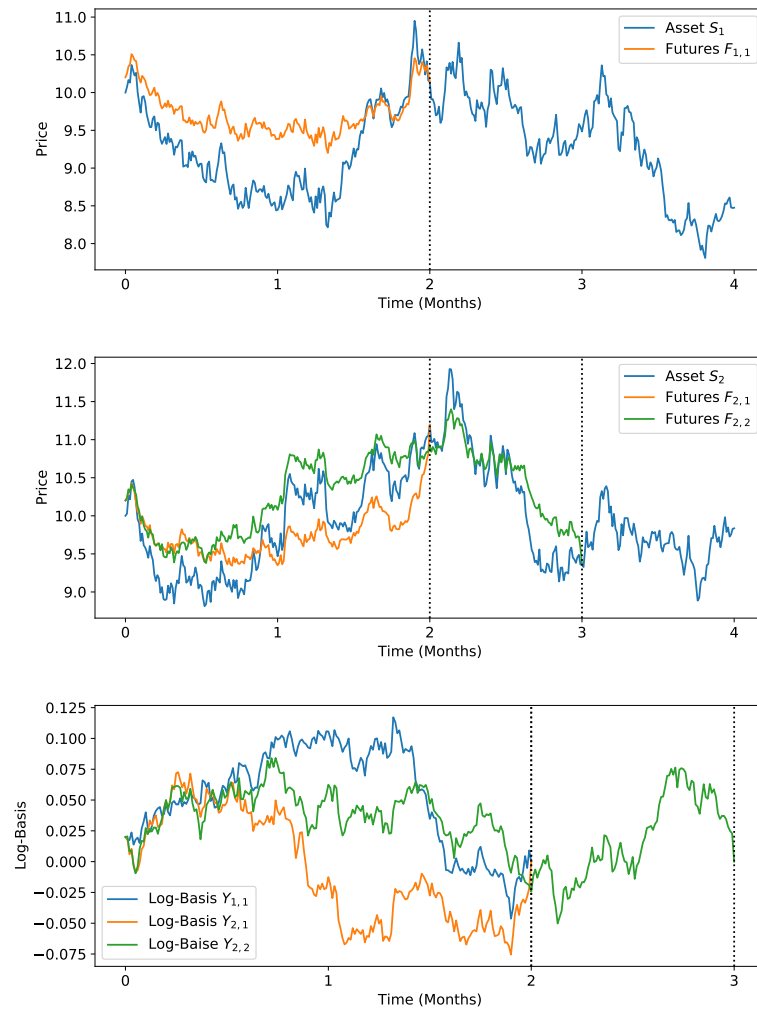 11.0
10.5
10.0
9.5
9.0
8.5
8.0
Price
Asset S₁
Futures F₁,₁
0 1 2 3 4
Time (Months)
12.0
11.5
11.0
10.5
10.0
9.5
9.0
Price
Asset S₂
Futures F₂,₁
Futures F₂,₂
0 1 2 3 4
Time (Months)
0.125
0.100
0.075
0.050
0.025
0.000
−0.025
−0.050
−0.075
Log-Basis
Log-Basis Y₁,₁
Log-Basis Y₂,₁
Log-Baise Y₂,₂
0 1 2 3
Time (Months)